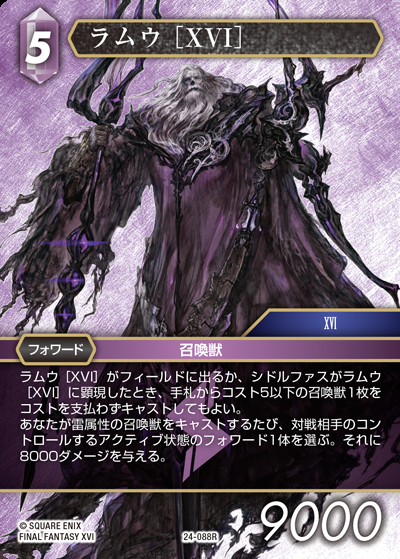 5
ラムウ［XVI］
XVI
フォワード
召喚獣
ラムウ［XVI］がフィールドに出るか、シドルファスがラムウ
［XVI］に顕現したとき、手札からコスト5以下の召喚獣1枚を
コストを支払わずキャストしてもよい。
あなたが雷属性の召喚獣をキャストするたび、対戦相手のコン
トロールするアクティブ状態のフォワード1体を選ぶ。それに
8000ダメージを与える。
© SQUARE ENIX
FINAL FANTASY XVI
24-088R
9000